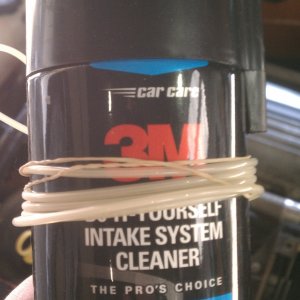 car care
3M
DO-IT-YOURSELF
INTAKE SYSTEM
CLEANER
THE PRO'S CHOICE